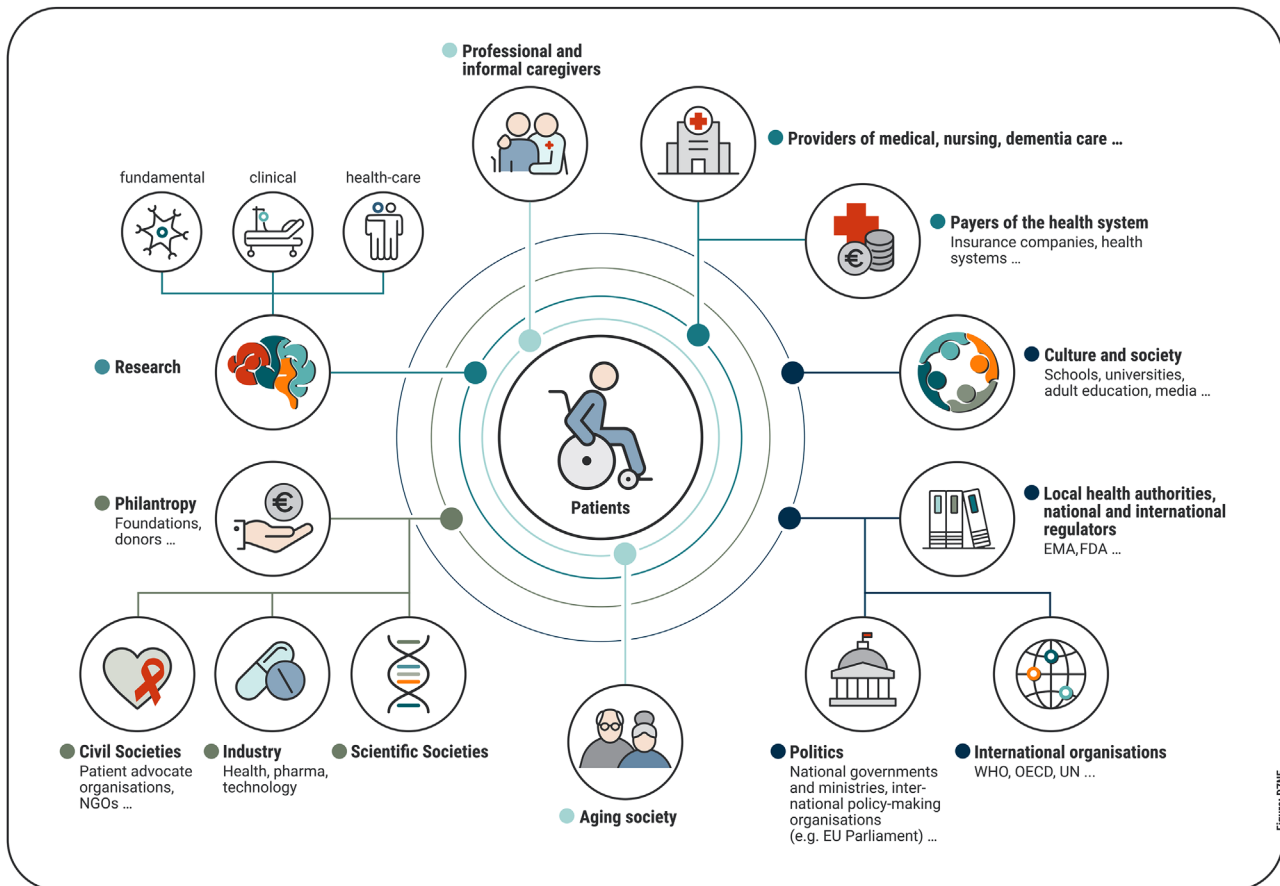 Professional and
informal caregivers
Providers of medical, nursing, dementia care ...
fundamental
clinical
health-care
Payers of the health system
Insurance companies, health
systems ...
Research
Culture and society
Schools, universities,
adult education, media ...
Patients
Philantropy
Foundations,
donors ...
€
€
Local health authorities,
national and international
regulators
EMA, FDA ...
Civil Societies
Patient advocate
organisations,
NGOs ...
Industry
Health, pharma,
technology
Scientific Societies
Aging society
Politics
National governments
and ministries, inter-
national policy-making
organisations
(e.g. EU Parliament) ...
International organisations
WHO, OECD, UN ...